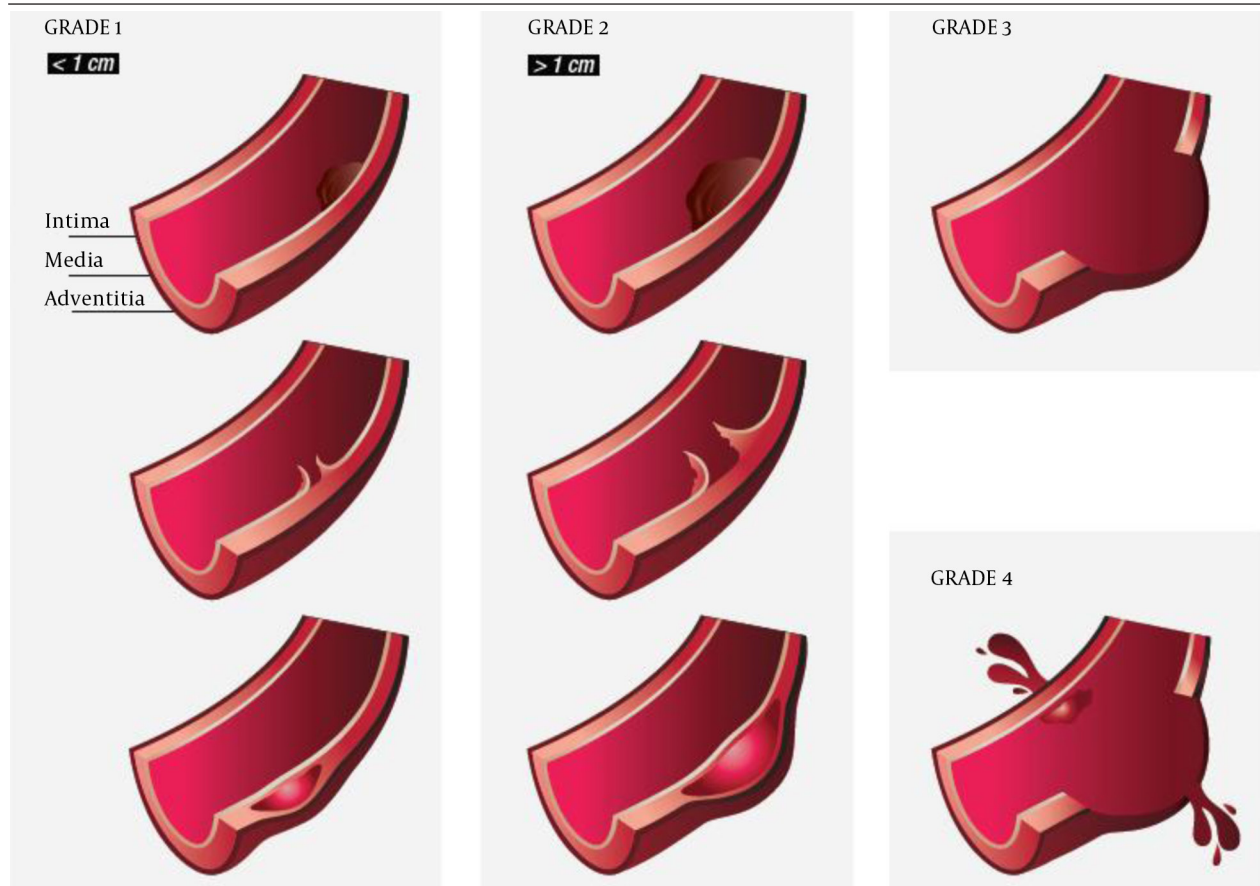 GRADE 1
< 1 cm
Intima
Media
Adventitia
GRADE 2
> 1 cm
GRADE 3
GRADE 4